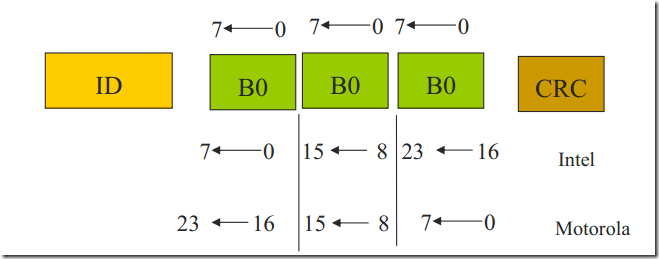 7 0 7 0 7 0
ID B0 B0 B0 CRC
7 0 15 8 23 16 Intel
23 16 15 8 7 0 Motorola